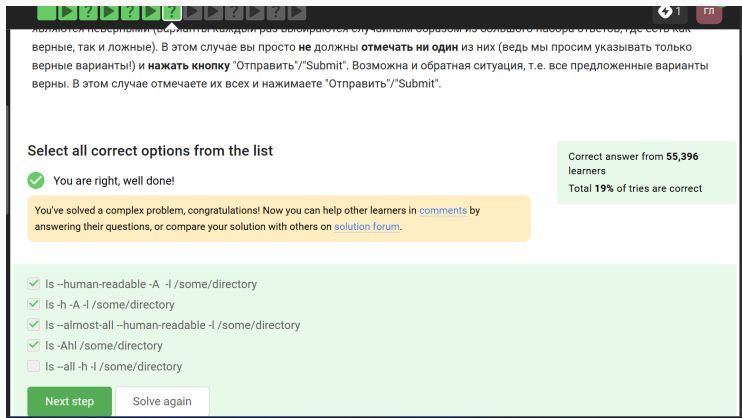 1
ГЛ
являются неверными (варианты каждый раз выбираются случайным образом из большого набора ответов, где есть как
верные, так и ложные). В этом случае вы просто не должны отмечать ни один из них (ведь мы просим указывать только
верные варианты!) и нажать кнопку "Отправить"/"Submit". Возможна и обратная ситуация, т.е. все предложенные варианты
верны. В этом случае отмечаете их всех и нажимаете "Отправить"/"Submit".
Select all correct options from the list
You are right, well done!
You've solved a complex problem, congratulations! Now you can help other learners in comments by
answering their questions, or compare your solution with others on solution forum.
Correct answer from 55,396
learners
Total 19% of tries are correct
ls --human-readable -A -l /some/directory
ls -h -A -l /some/directory
ls --almost-all --human-readable -l /some/directory
ls -Ahl /some/directory
ls --all -h -l /some/directory
Next step
Solve again